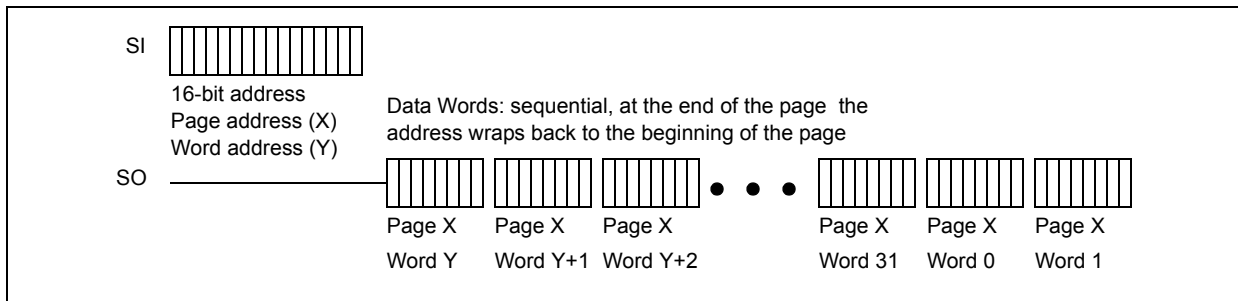 SI
16-bit address
Page address (X)
Word address (Y)
Data Words: sequential, at the end of the page the
address wraps back to the beginning of the page
SO
Page X Page X Page X Page X Page X Page X
Word Y Word Y+1 Word Y+2 Word 31 Word 0 Word 1